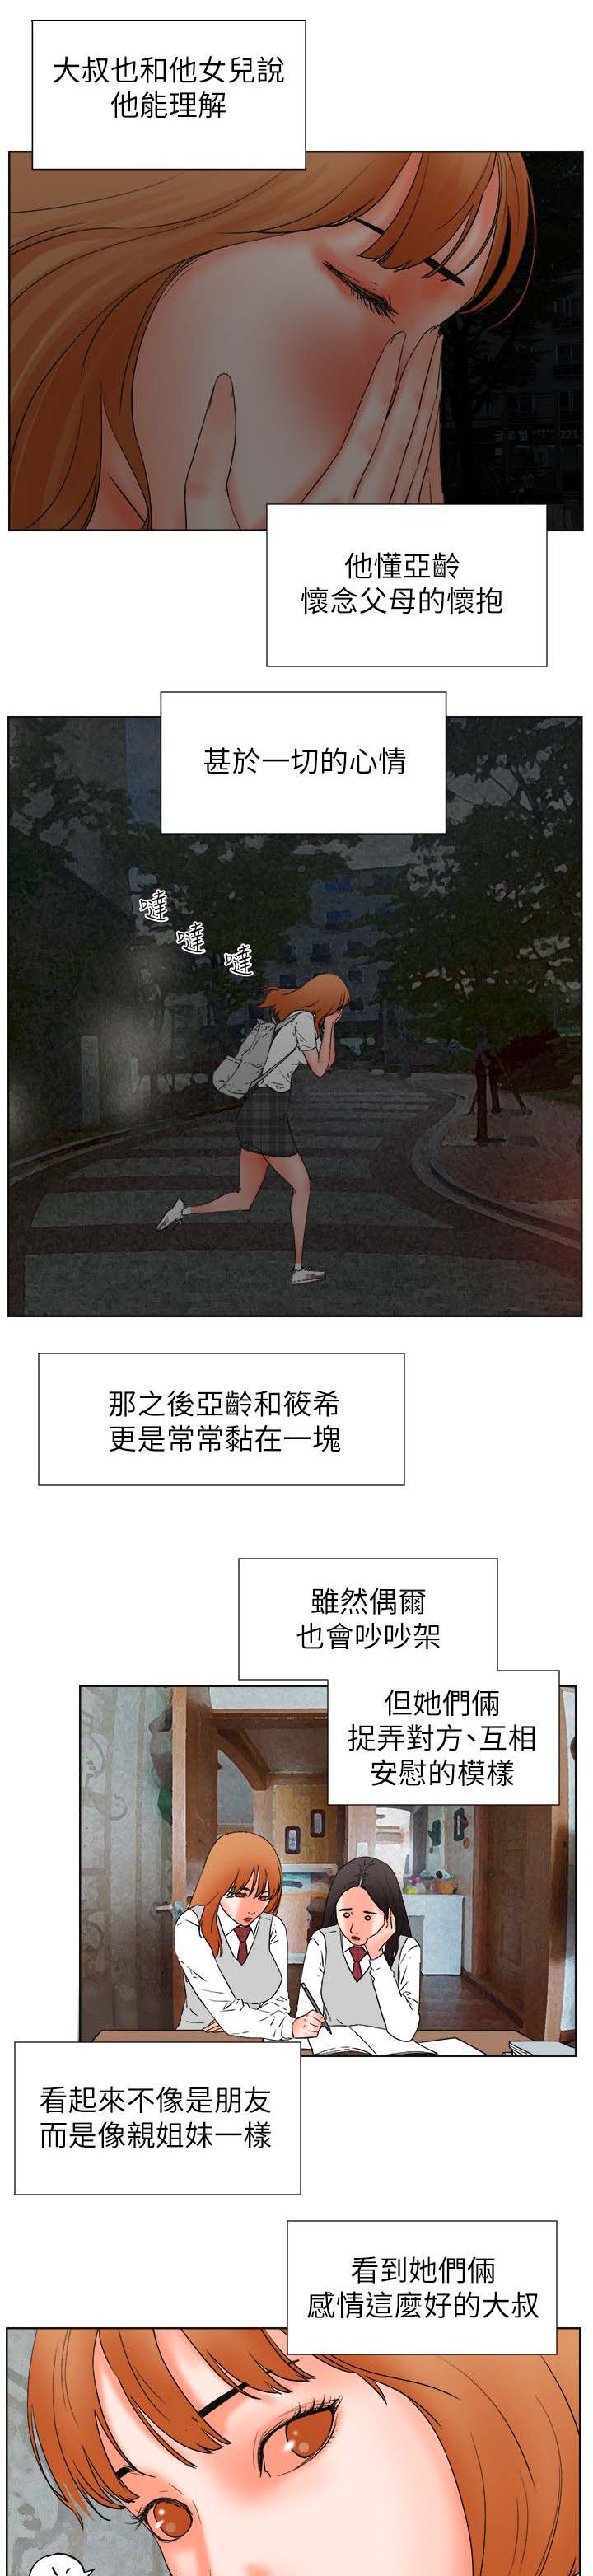 大叔也和他女兒說
他能理解
他懂亞齡
懷念父母的懷抱
甚於一切的心情
噠
噠
噠
那之後亞齡和筱希
更是常常黏在一塊
雖然偶爾
也會吵吵架
但她們倆
捉弄對方、互相
安慰的模樣
看起來不像是朋友
而是像親姐妹一樣
看到她們倆
感情這麼好的大叔